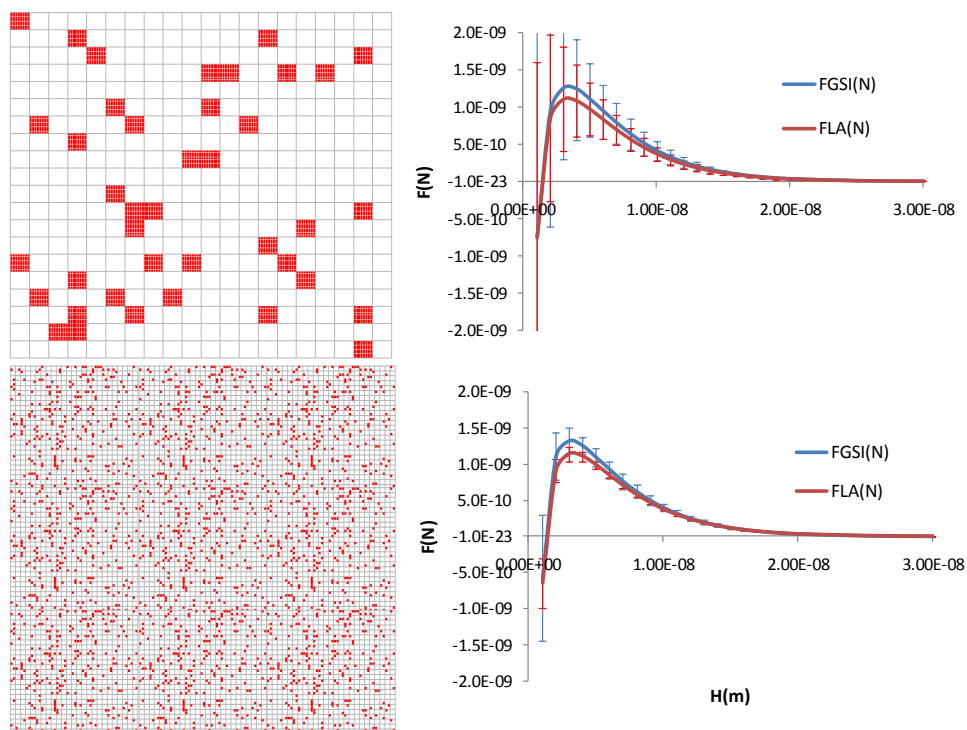 2.0E-09
1.5E-09
1.0E-09
5.0E-10
-1.0E-23
-5.0E-10
-1.0E-09
-1.5E-09
-2.0E-09
F(N)
0.00E+00
1.00E-08
2.00E-08
3.00E-08
FGSI(N)
FLA(N)
2.0E-09
1.5E-09
1.0E-09
5.0E-10
-1.0E-23
-5.0E-10
-1.0E-09
-1.5E-09
-2.0E-09
F(N)
0.00E+00
1.00E-08
2.00E-08
3.00E-08
FGSI(N)
FLA(N)
H(m)